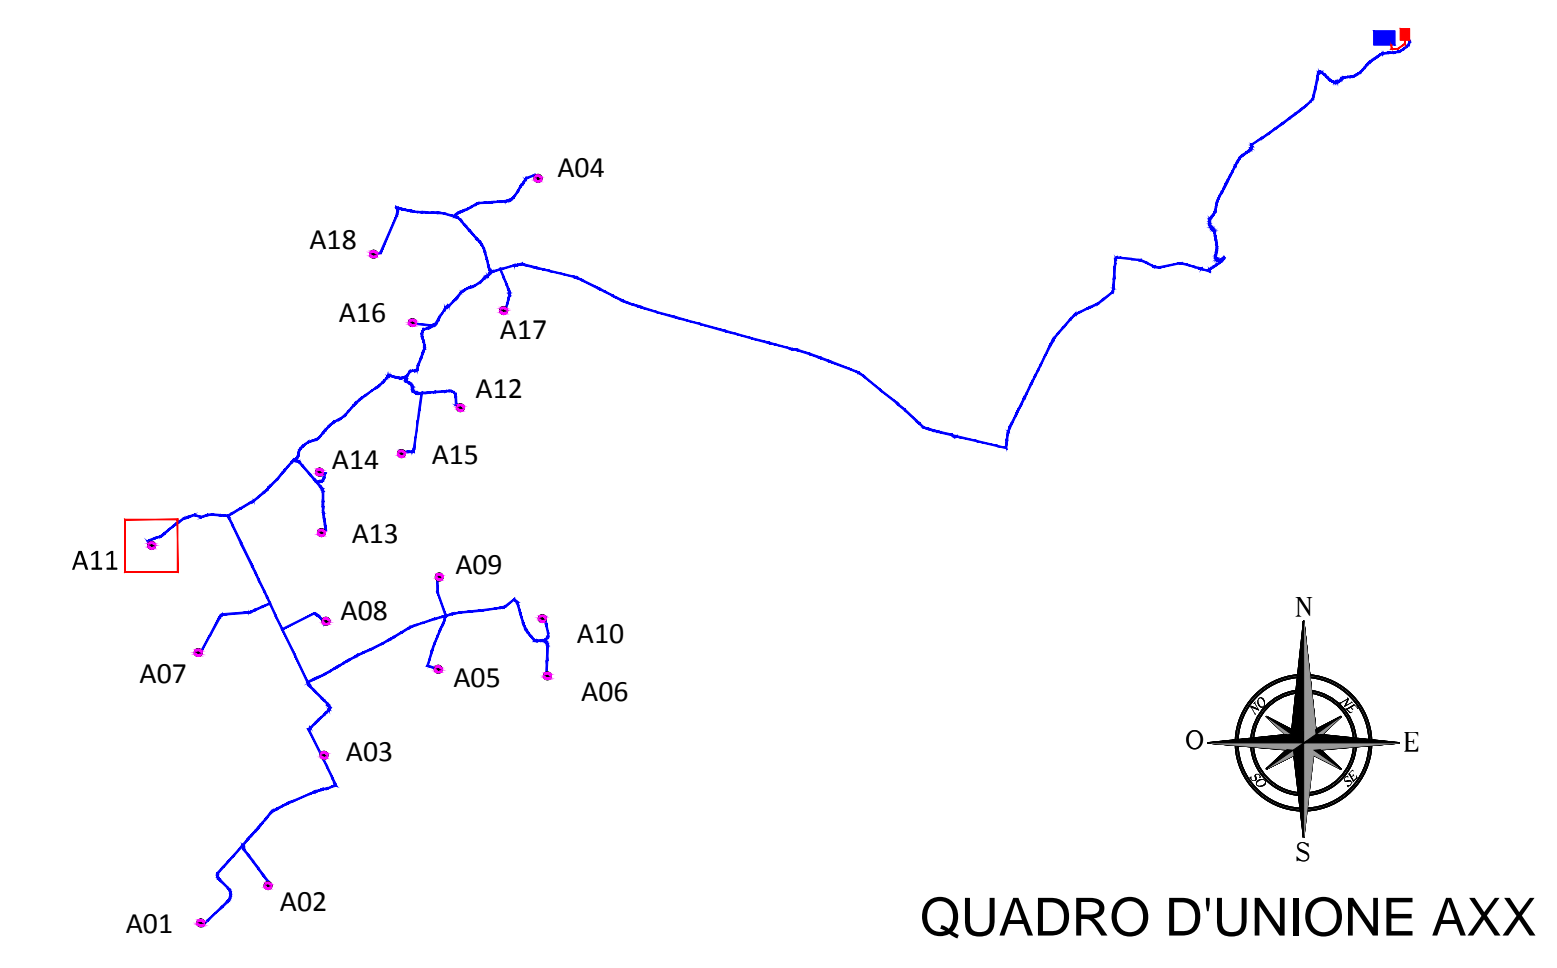 A04
A18
A16
A17
A12
A14
A15
A13
A11
A09
A08
A10
A07
A05
A06
A03
A02
A01
N
NO
NE
O
E
SO
SE
S
QUADRO D'UNIONE AXX